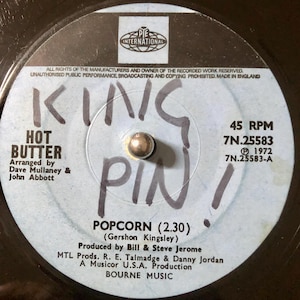 PYE
INTERNATIONAL
ALL RIGHTS OF THE MANUFACTURERS AND OWNER OF THE RECORDED WORK RESERVED.
UNAUTHORISED PUBLIC PERFORMANCE, BROADCASTING AND COPYING PROHIBITED. MADE IN ENGLAND
KING
PIN!
HOT
BUTTER
Arranged by
Dave Mullaney &
John Abbott
45 RPM
7N.25583
Ⓟ 1972
7N.25583-A
POPCORN (2.30)
(Gershon Kingsley)
Produced by Bill & Steve Jerome
MTL Prods. R. E. Talmadge & Danny Jordan
A Musicor U.S.A. Production
BOURNE MUSIC